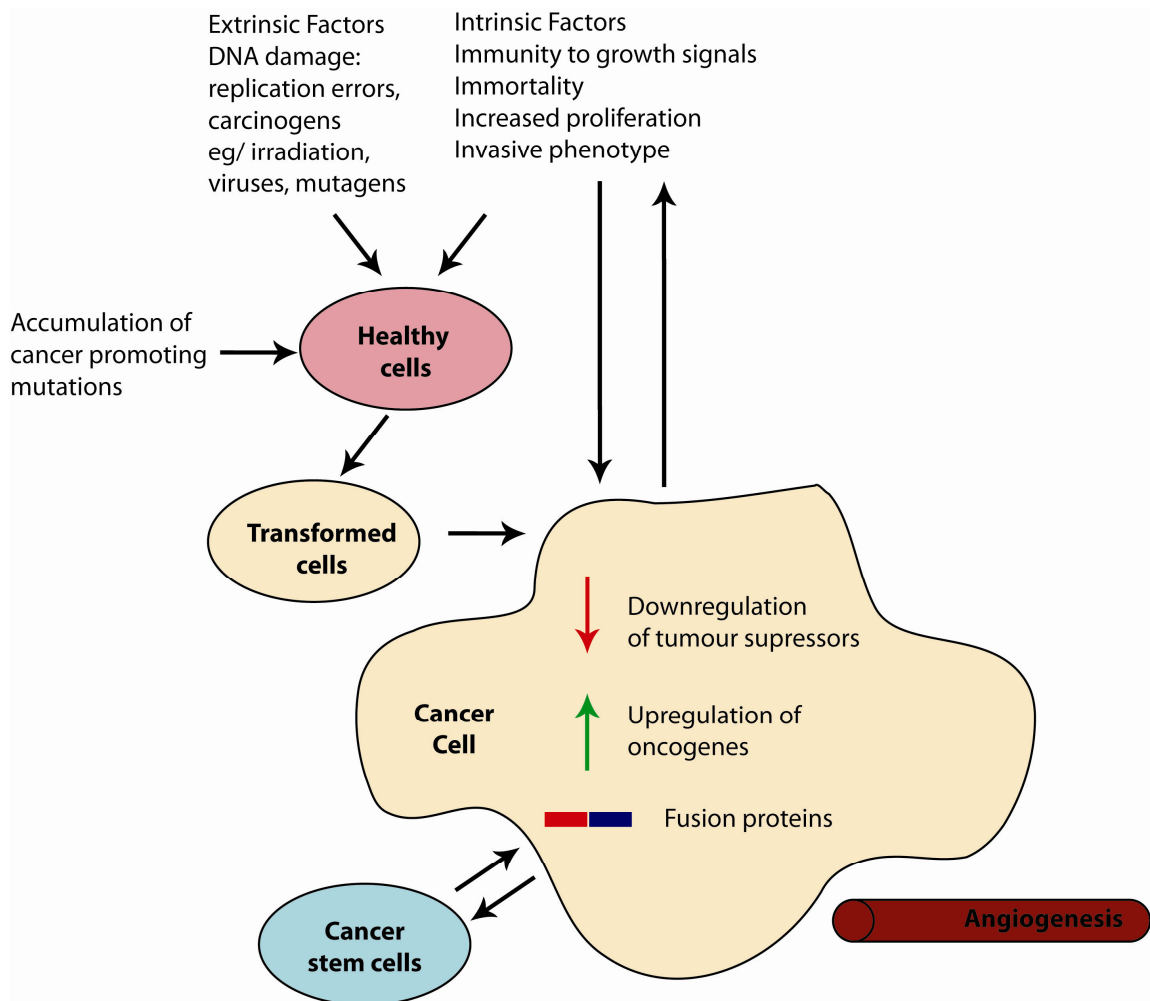 Extrinsic Factors
DNA damage:
replication errors,
carcinogens
eg/ irradiation,
viruses, mutagens
Intrinsic Factors
Immunity to growth signals
Immortality
Increased proliferation
Invasive phenotype
Accumulation of
cancer promoting
mutations
Healthy
cells
Transformed
cells
Downregulation
of tumour supressors
Cancer
Cell
Upregulation of
oncogenes
Fusion proteins
Cancer
stem cells
Angiogenesis